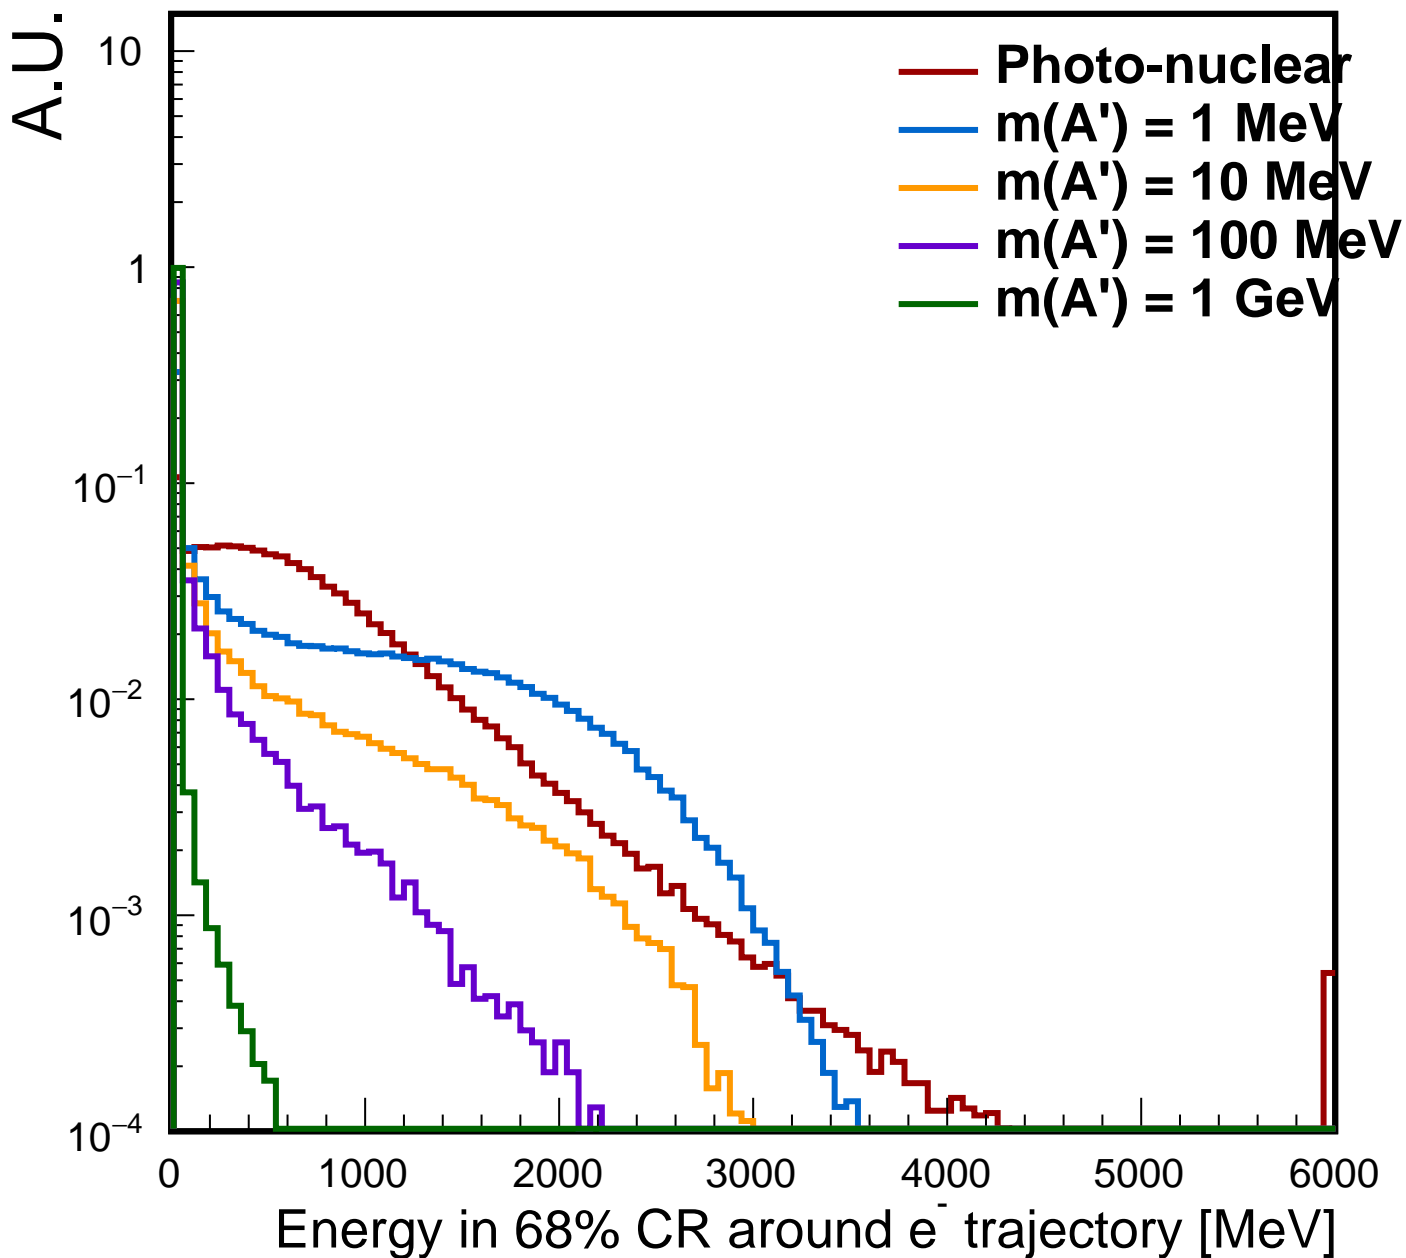 A.U.
Photo-nuclear
m(A') = 1 MeV
m(A') = 10 MeV
m(A') = 100 MeV
m(A') = 1 GeV
10
1
10⁻¹
10⁻²
10⁻³
10⁻⁴
0 1000 2000 3000 4000 5000 6000
Energy in 68% CR around e⁻ trajectory [MeV]